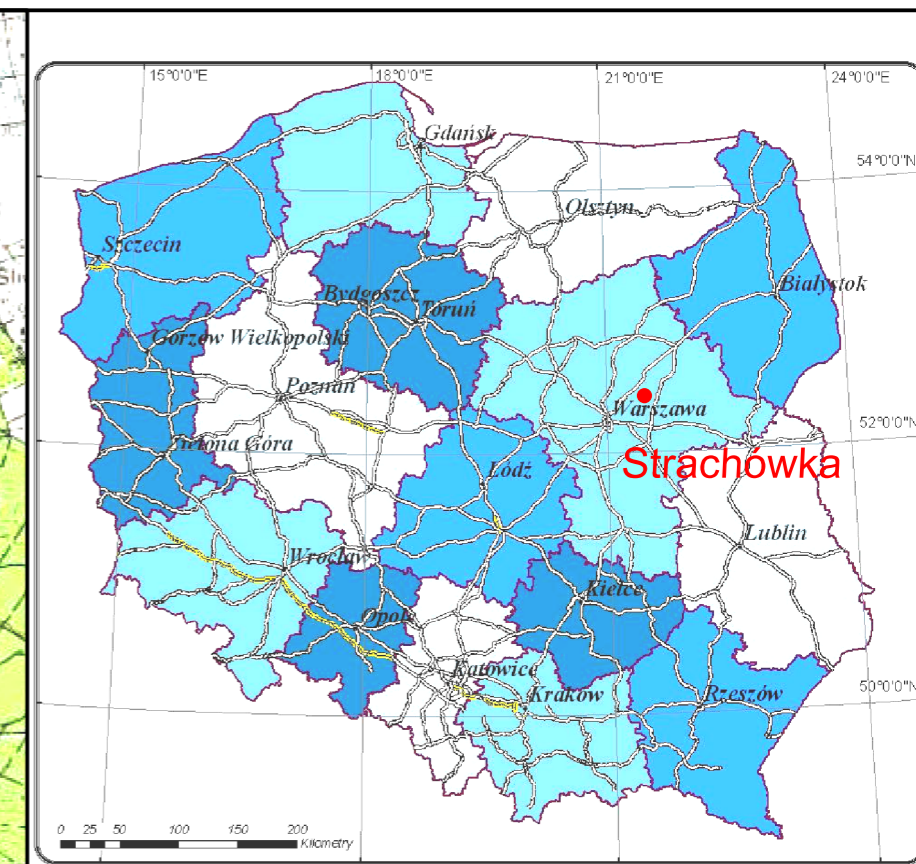 15°0'0"E 18°0'0"E 21°0'0"E 24°0'0"E
Gdańsk
54°0'0"N
Olsztyn
Szczecin
Białystok
Bydgoszcz
Toruń
Gorzów Wielkopolski
Poznań
Warszawa
52°0'0"N
Zielona Góra
Strachówka
Łódź
Lublin
Wrocław
Kielce
Opole
Katowice
50°0'0"N
Kraków
Rzeszów
0 25 50 100 150 200
Kilometry